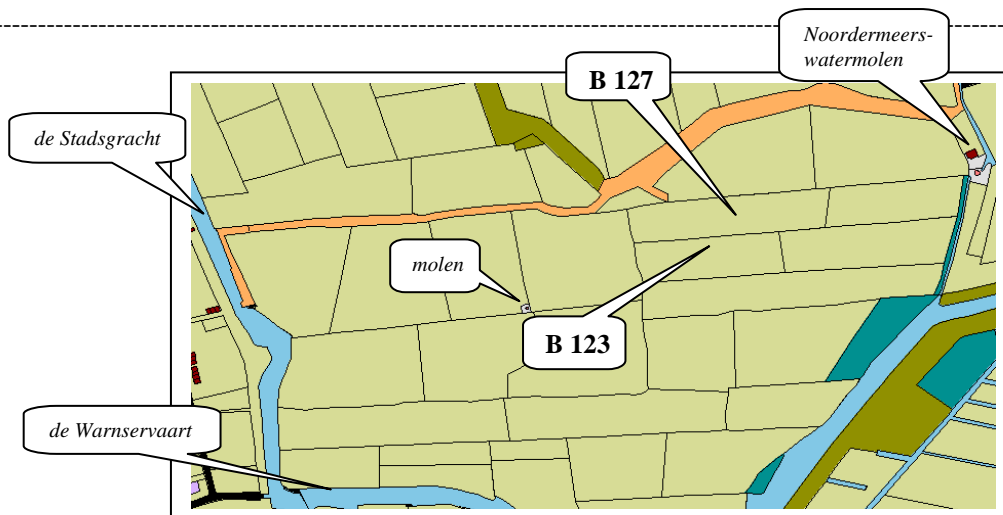 Noordermeers-
watermolen
B 127
de Stadsgracht
molen
B 123
de Warnservaart